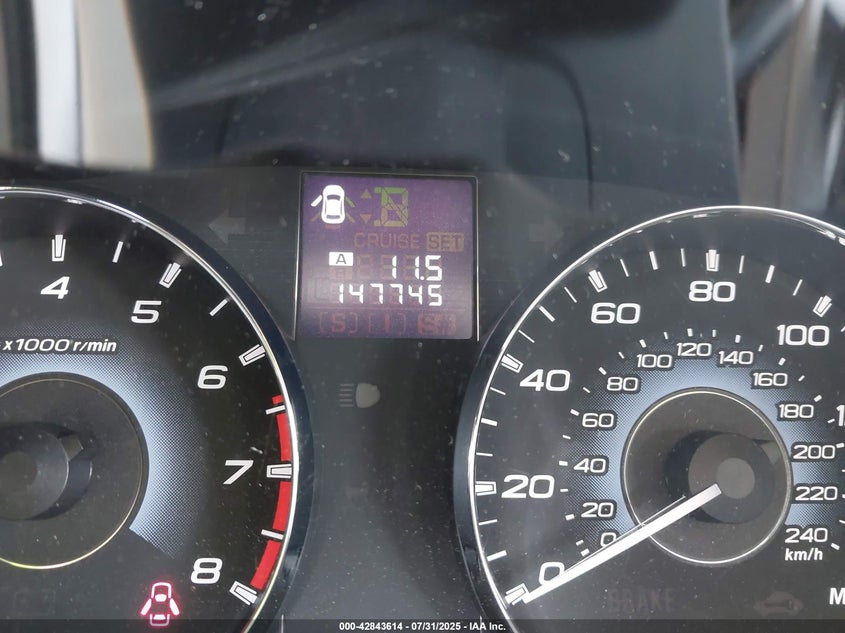 CRUISE SET
A 11.5
147745
4 5 6 7 8
x1000 r/min
0 20 40 60 80 100
0 20 40 60 80 100 120 140 160 180 200 220 240
km/h
BRAKE
000-42843614 - 07/31/2025 - IAA Inc.